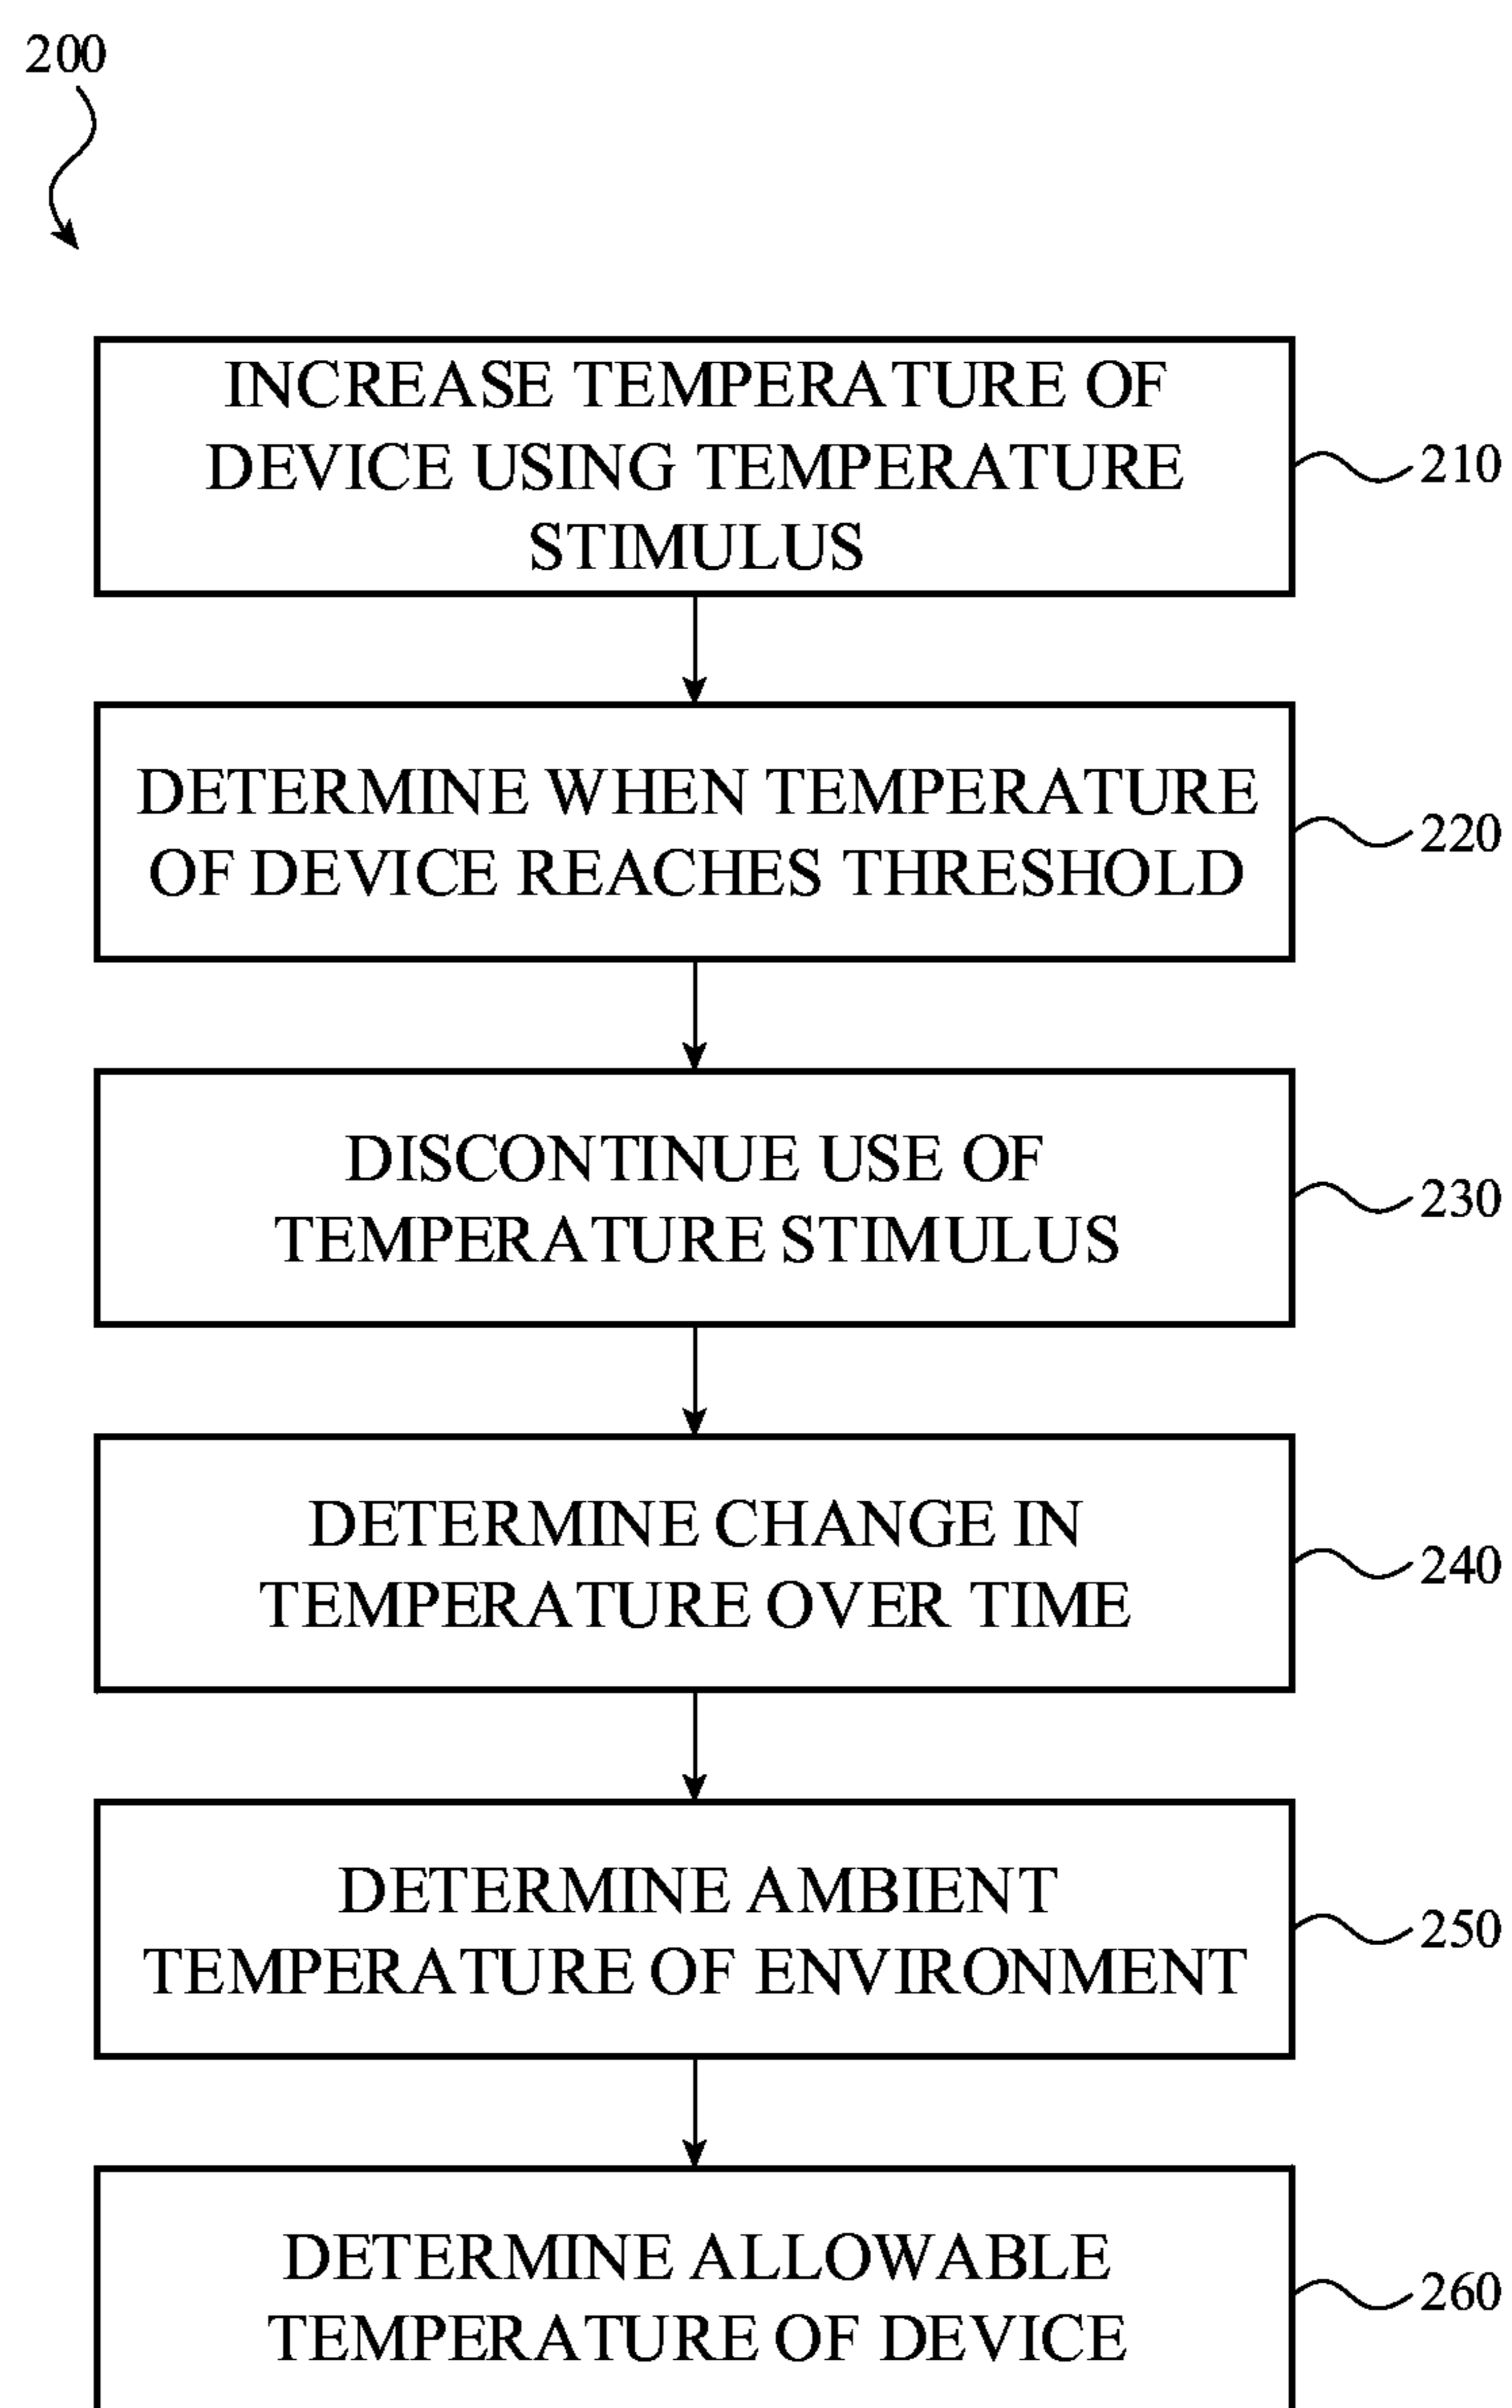 200
INCREASE TEMPERATURE OF
DEVICE USING TEMPERATURE
STIMULUS
210
DETERMINE WHEN TEMPERATURE
OF DEVICE REACHES THRESHOLD
220
DISCONTINUE USE OF
TEMPERATURE STIMULUS
230
DETERMINE CHANGE IN
TEMPERATURE OVER TIME
240
DETERMINE AMBIENT
TEMPERATURE OF ENVIRONMENT
250
DETERMINE ALLOWABLE
TEMPERATURE OF DEVICE
260